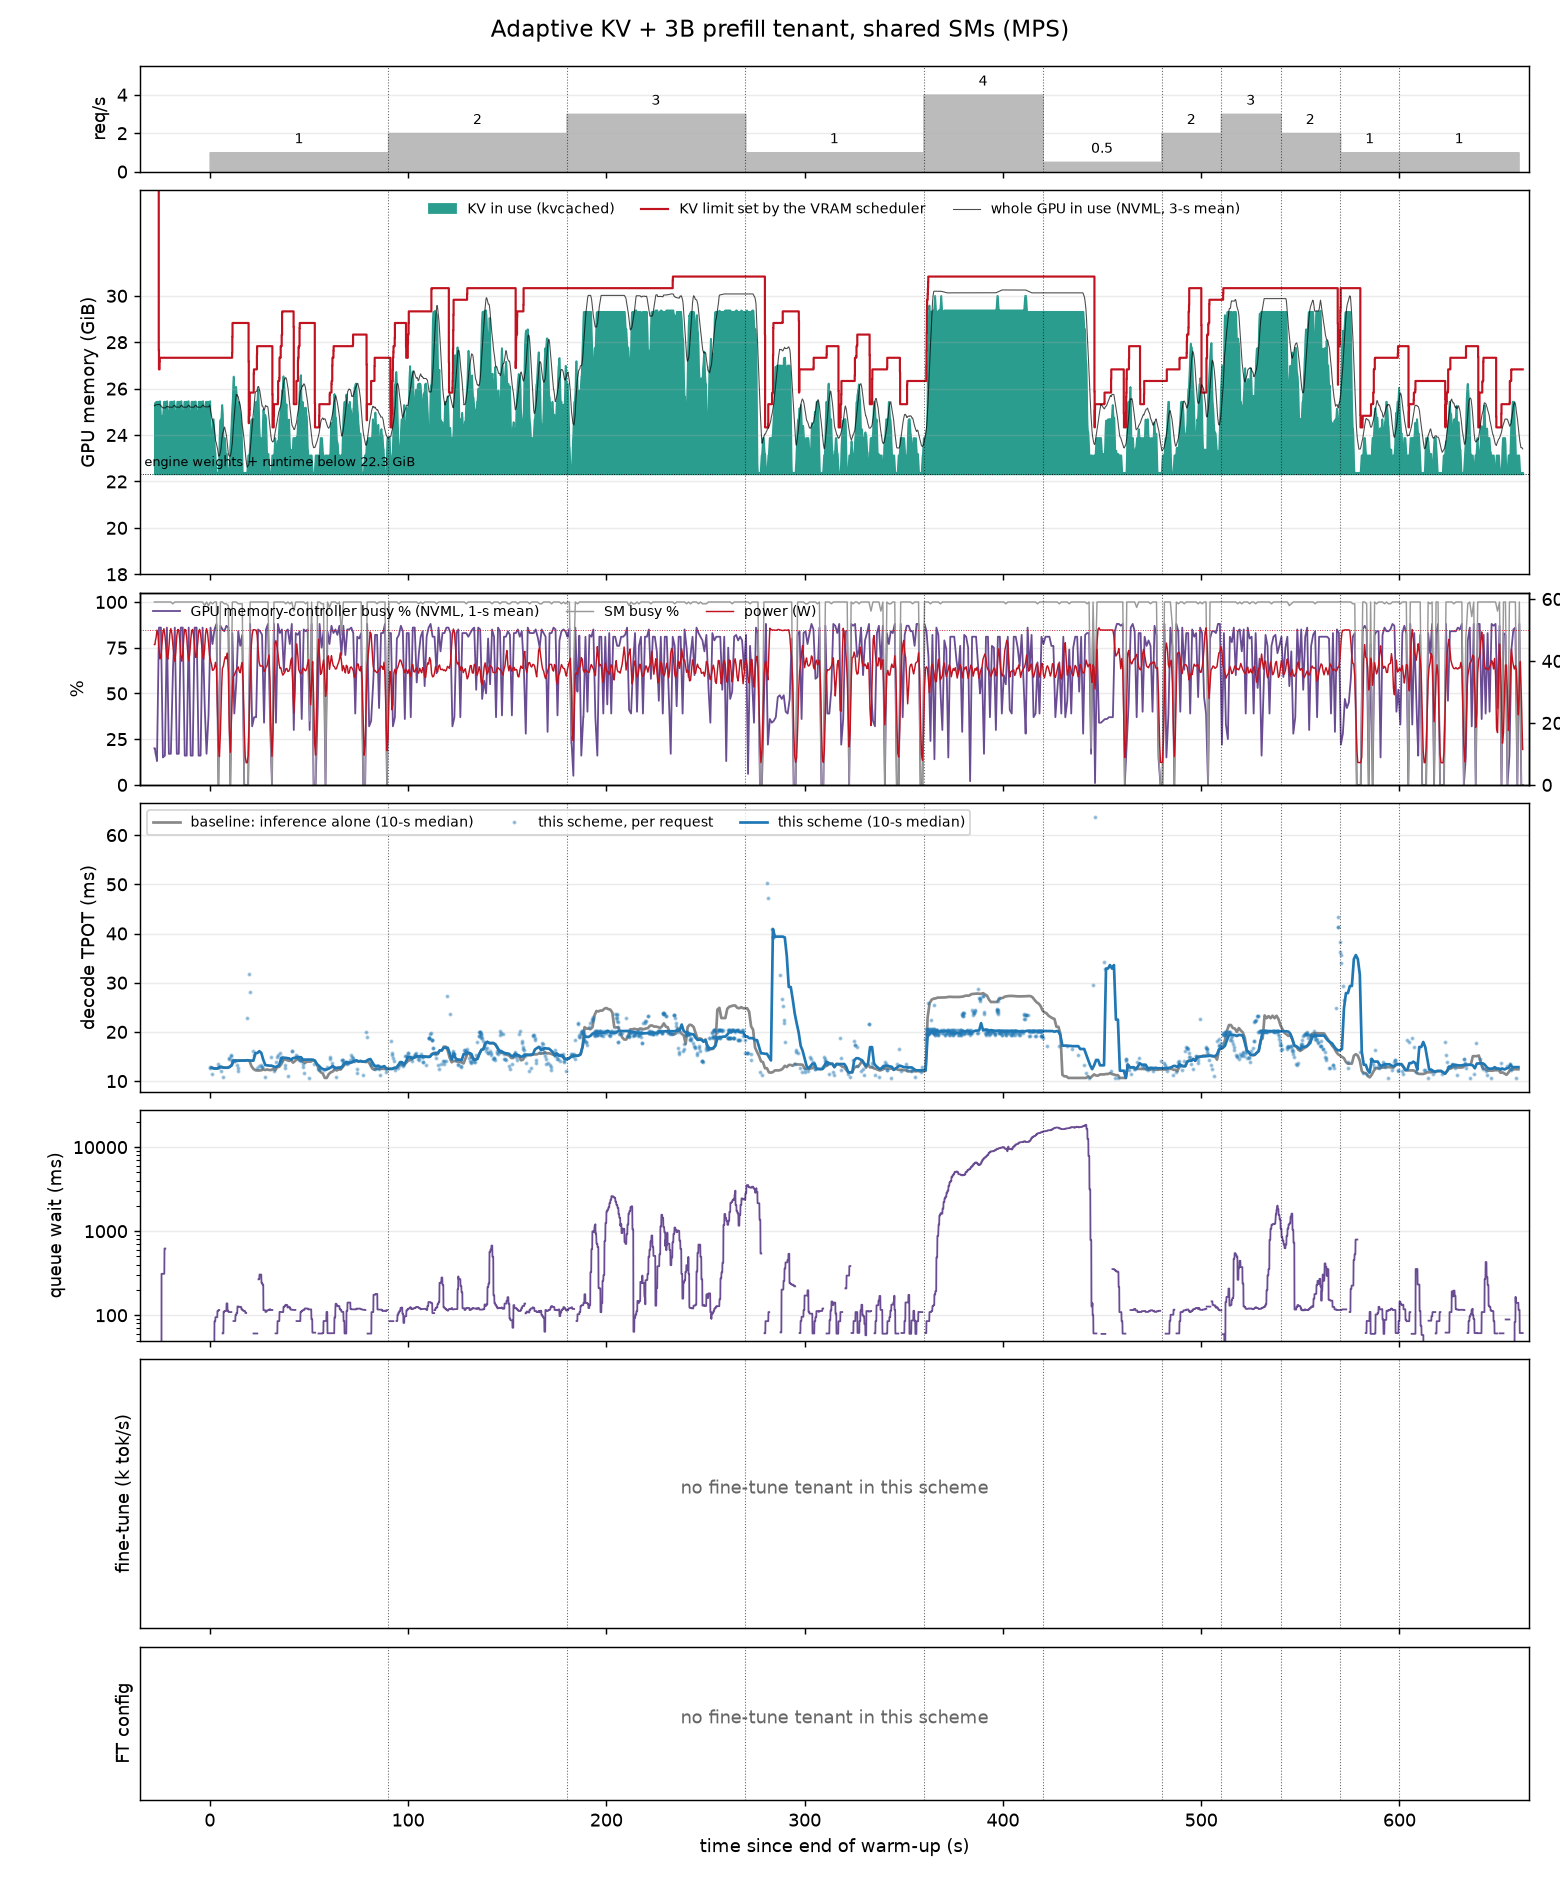 Adaptive KV + 3B prefill tenant, shared SMs (MPS)
req/s
4
2
0
1
2
3
1
4
0.5
2
3
2
1
1
GPU memory (GiB)
30
28
26
24
22
20
18
KV in use (kvcached)
KV limit set by the VRAM scheduler
whole GPU in use (NVML, 3-s mean)
engine weights + runtime below 22.3 GiB
%
100
75
50
25
0
GPU memory-controller busy % (NVML, 1-s mean)
SM busy %
power (W)
20
0
decode TPOT (ms)
60
50
40
30
20
10
baseline: inference alone (10-s median)
this scheme, per request
this scheme (10-s median)
queue wait (ms)
10000
1000
100
fine-tune (k tok/s)
no fine-tune tenant in this scheme
FT config
no fine-tune tenant in this scheme
0
100
200
300
400
500
600
time since end of warm-up (s)